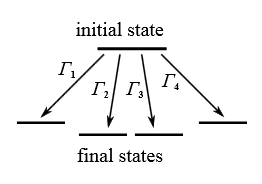 initial state
Γ₁ Γ₂ Γ₃ Γ₄
final states